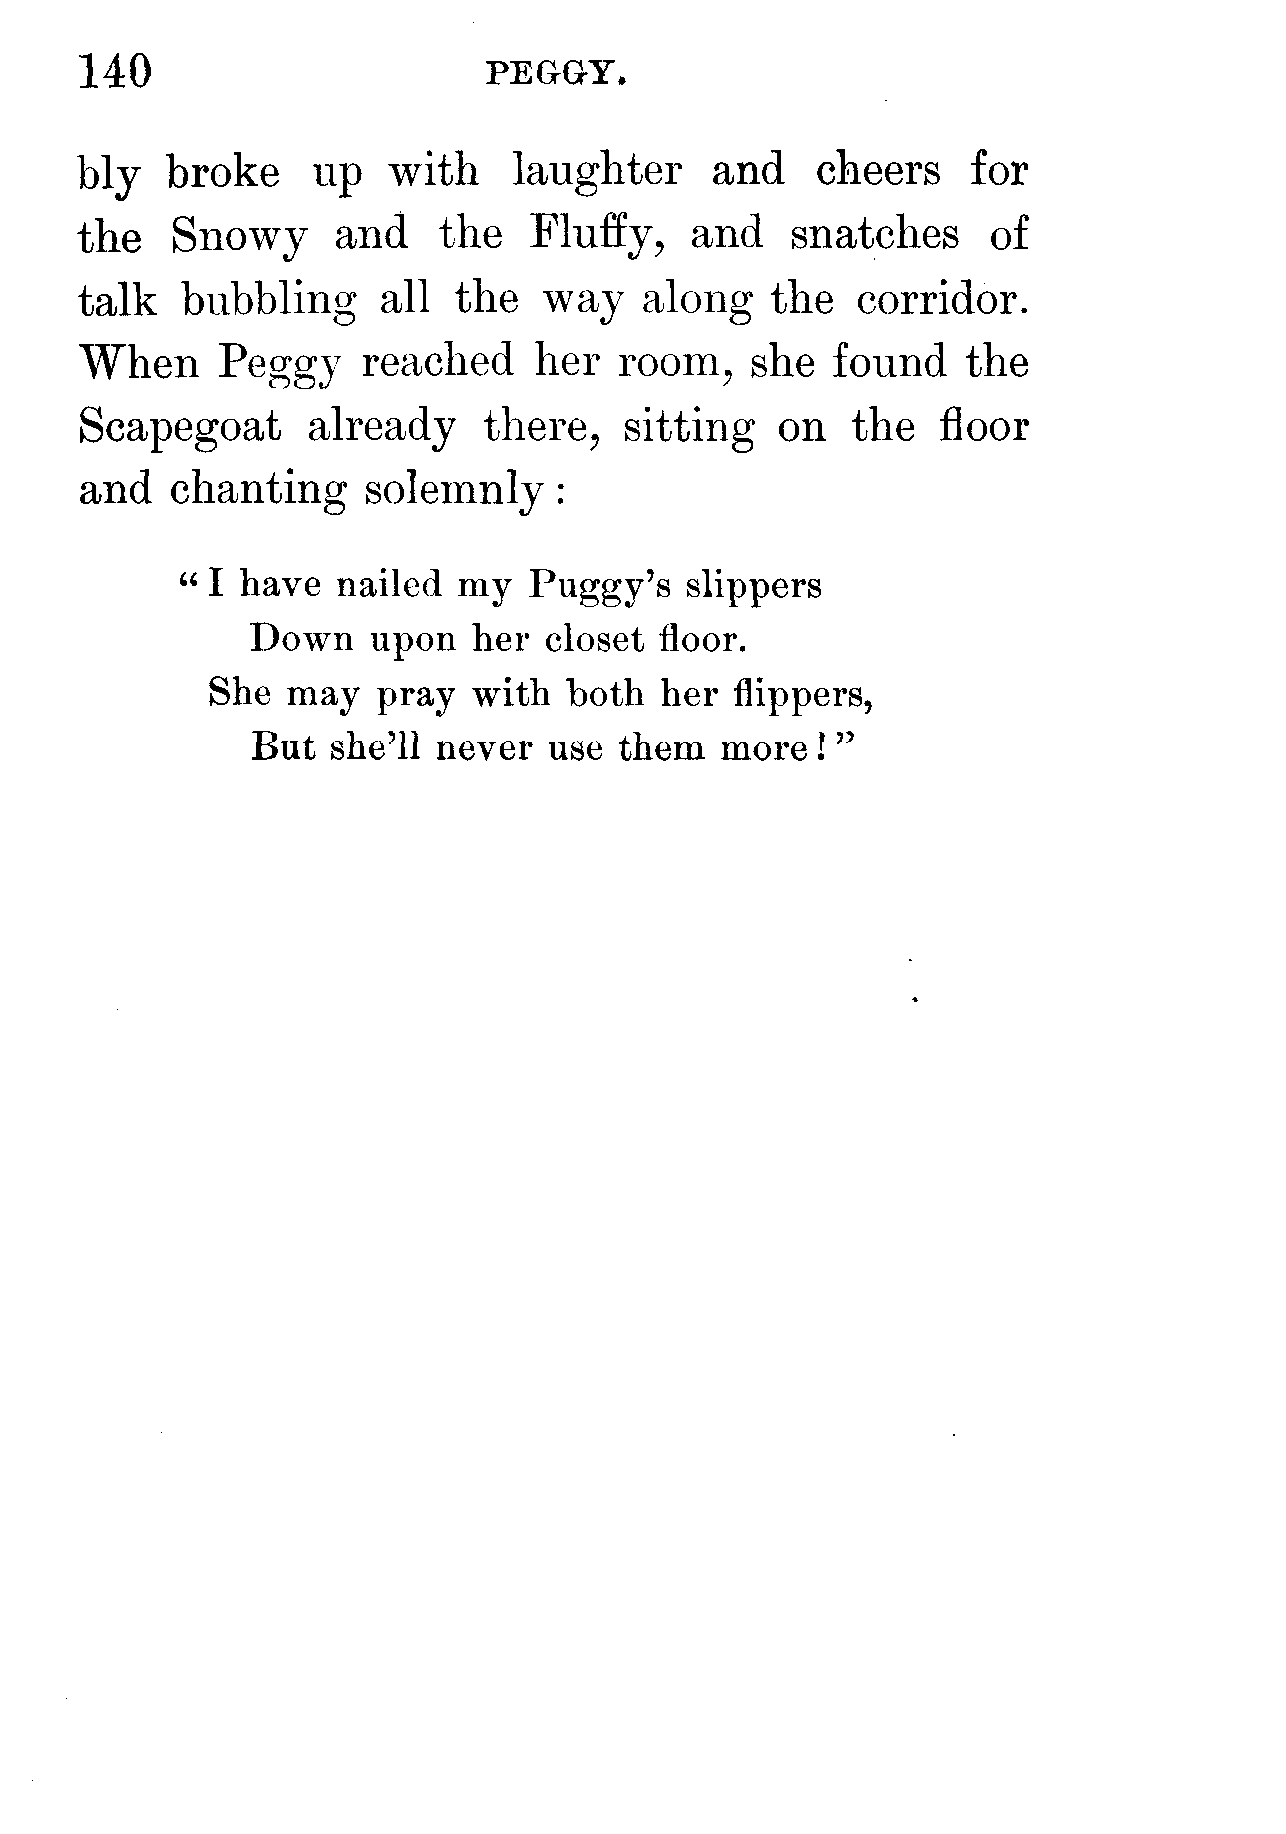 140 PEGGY.
bly broke up with laughter and cheers for
the Snowy and the Fluffy, and snatches of
talk bubbling all the way along the corridor.
When Peggy reached her room, she found the
Scapegoat already there, sitting on the floor
and chanting solemnly :
“ I have nailed my Puggy’s slippers
Down upon her closet floor.
She may pray with both her flippers,
But she’ll never use them more ! ”